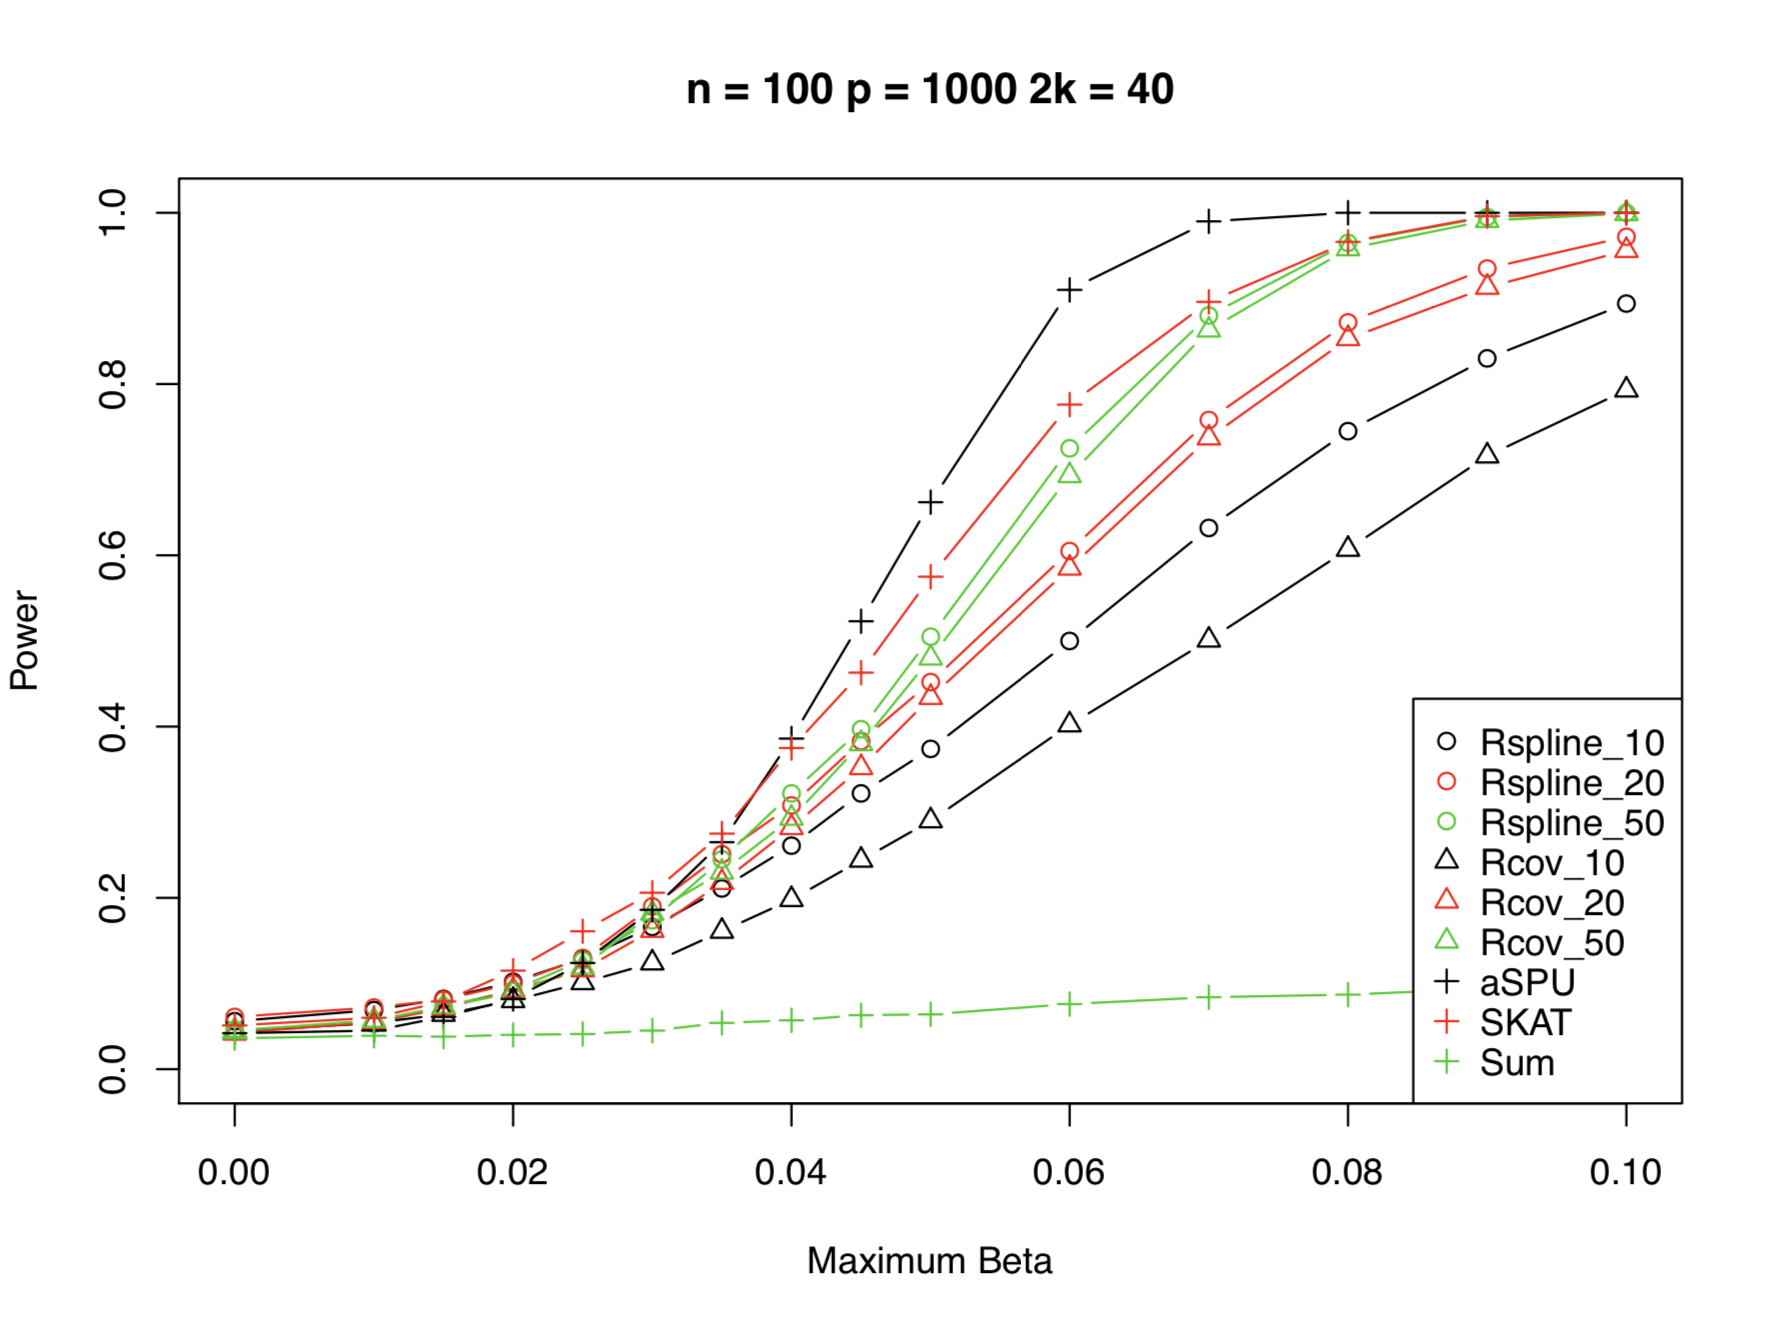 n = 100 p = 1000 2k = 40
Power
1.0
0.8
0.6
0.4
0.2
0.0
Rspline_10
Rspline_20
Rspline_50
Rcov_10
Rcov_20
Rcov_50
aSPU
SKAT
Sum
0.00 0.02 0.04 0.06 0.08 0.10
Maximum Beta